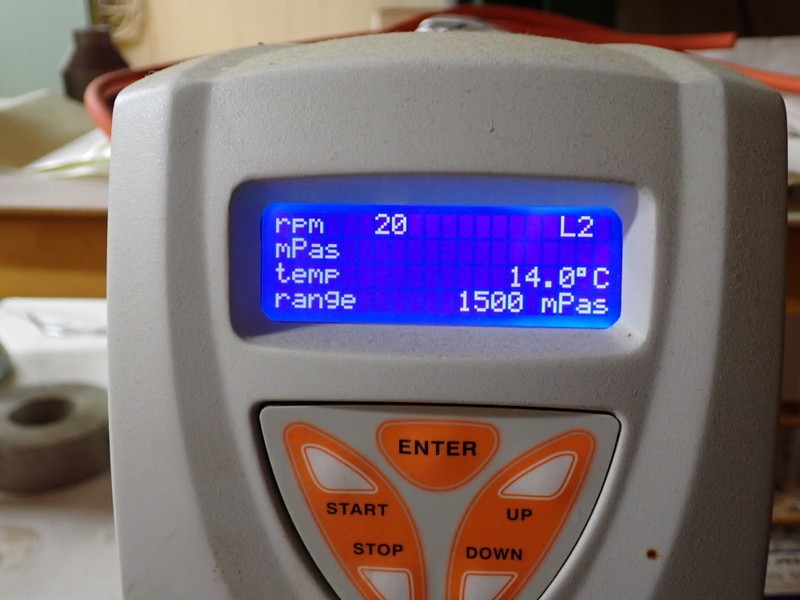 rpm 20 L2
mPas
temp 14.0°C
range 1500 mPas
ENTER
START
UP
STOP
DOWN